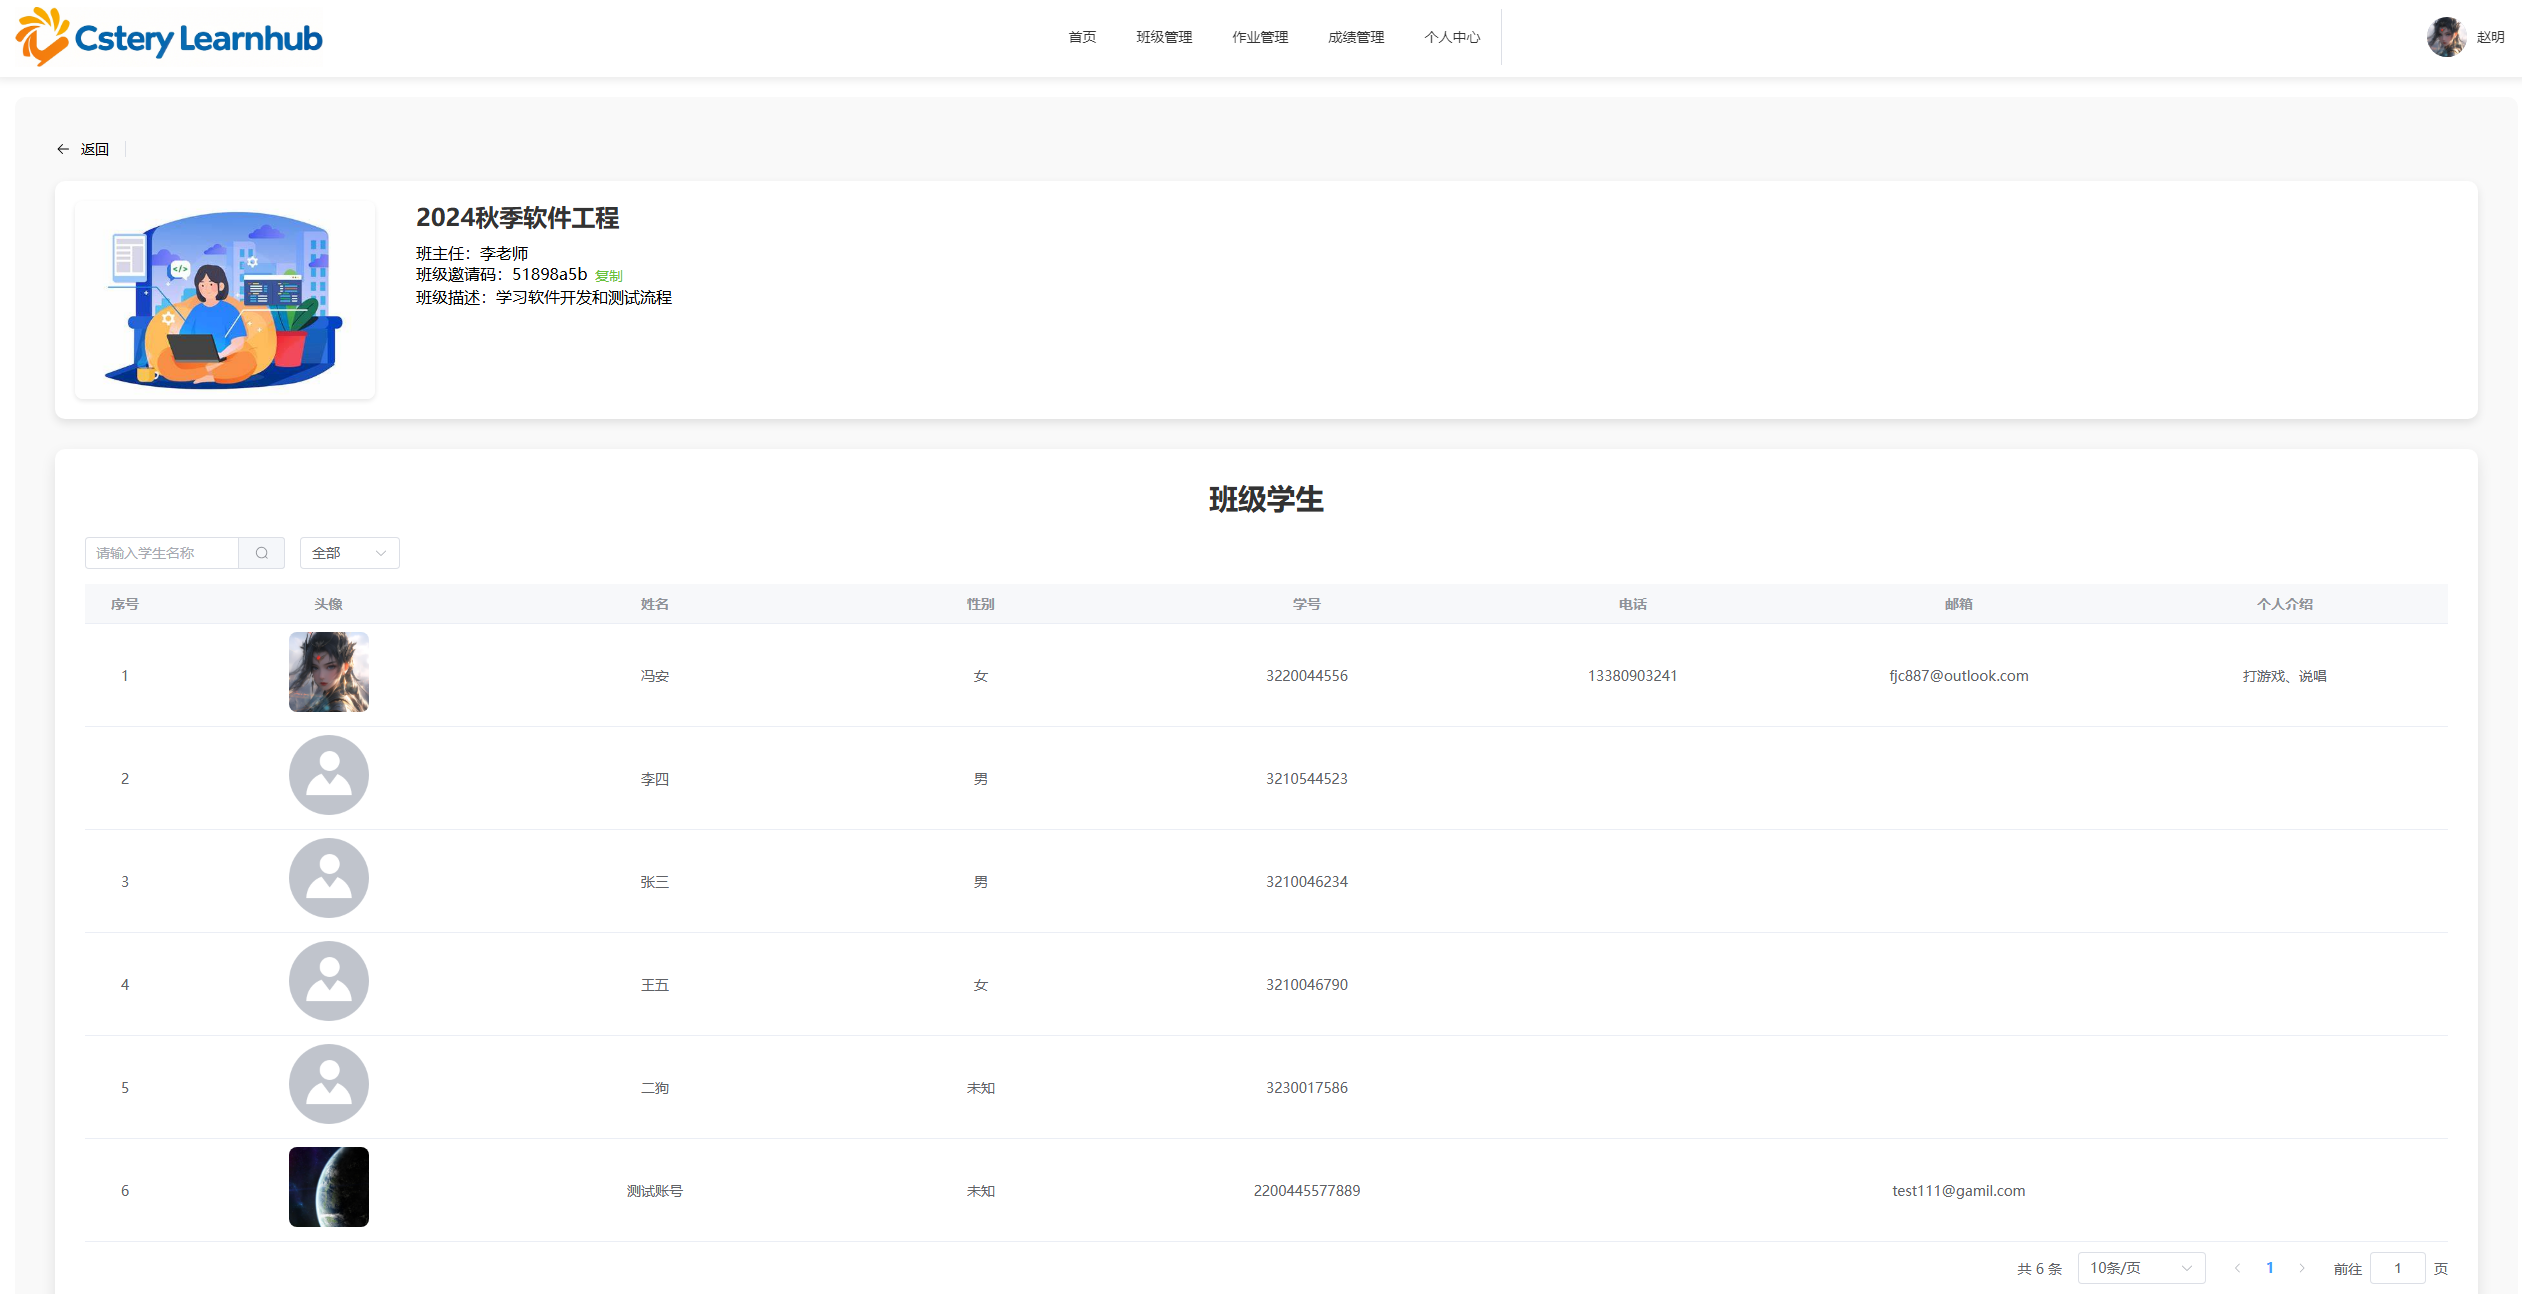 Cstery Learnhub
首页 班级管理 作业管理 成绩管理 个人中心
赵明
返回
2024秋季软件工程
班主任：李老师
班级邀请码：51898a5b 复制
班级描述：学习软件开发和测试流程
</>
班级学生
请输入学生名称 全部
序号 头像 姓名 性别 学号 电话 邮箱 个人介绍
1 冯安 女 3220044556 13380903241 fjc887@outlook.com 打游戏、说唱
2 李四 男 3210544523
3 张三 男 3210046234
4 王五 女 3210046790
5 二狗 未知 3230017586
6 测试账号 未知 2200445577889 test111@gamil.com
共 6 条 10条/页 1 前往 1 页